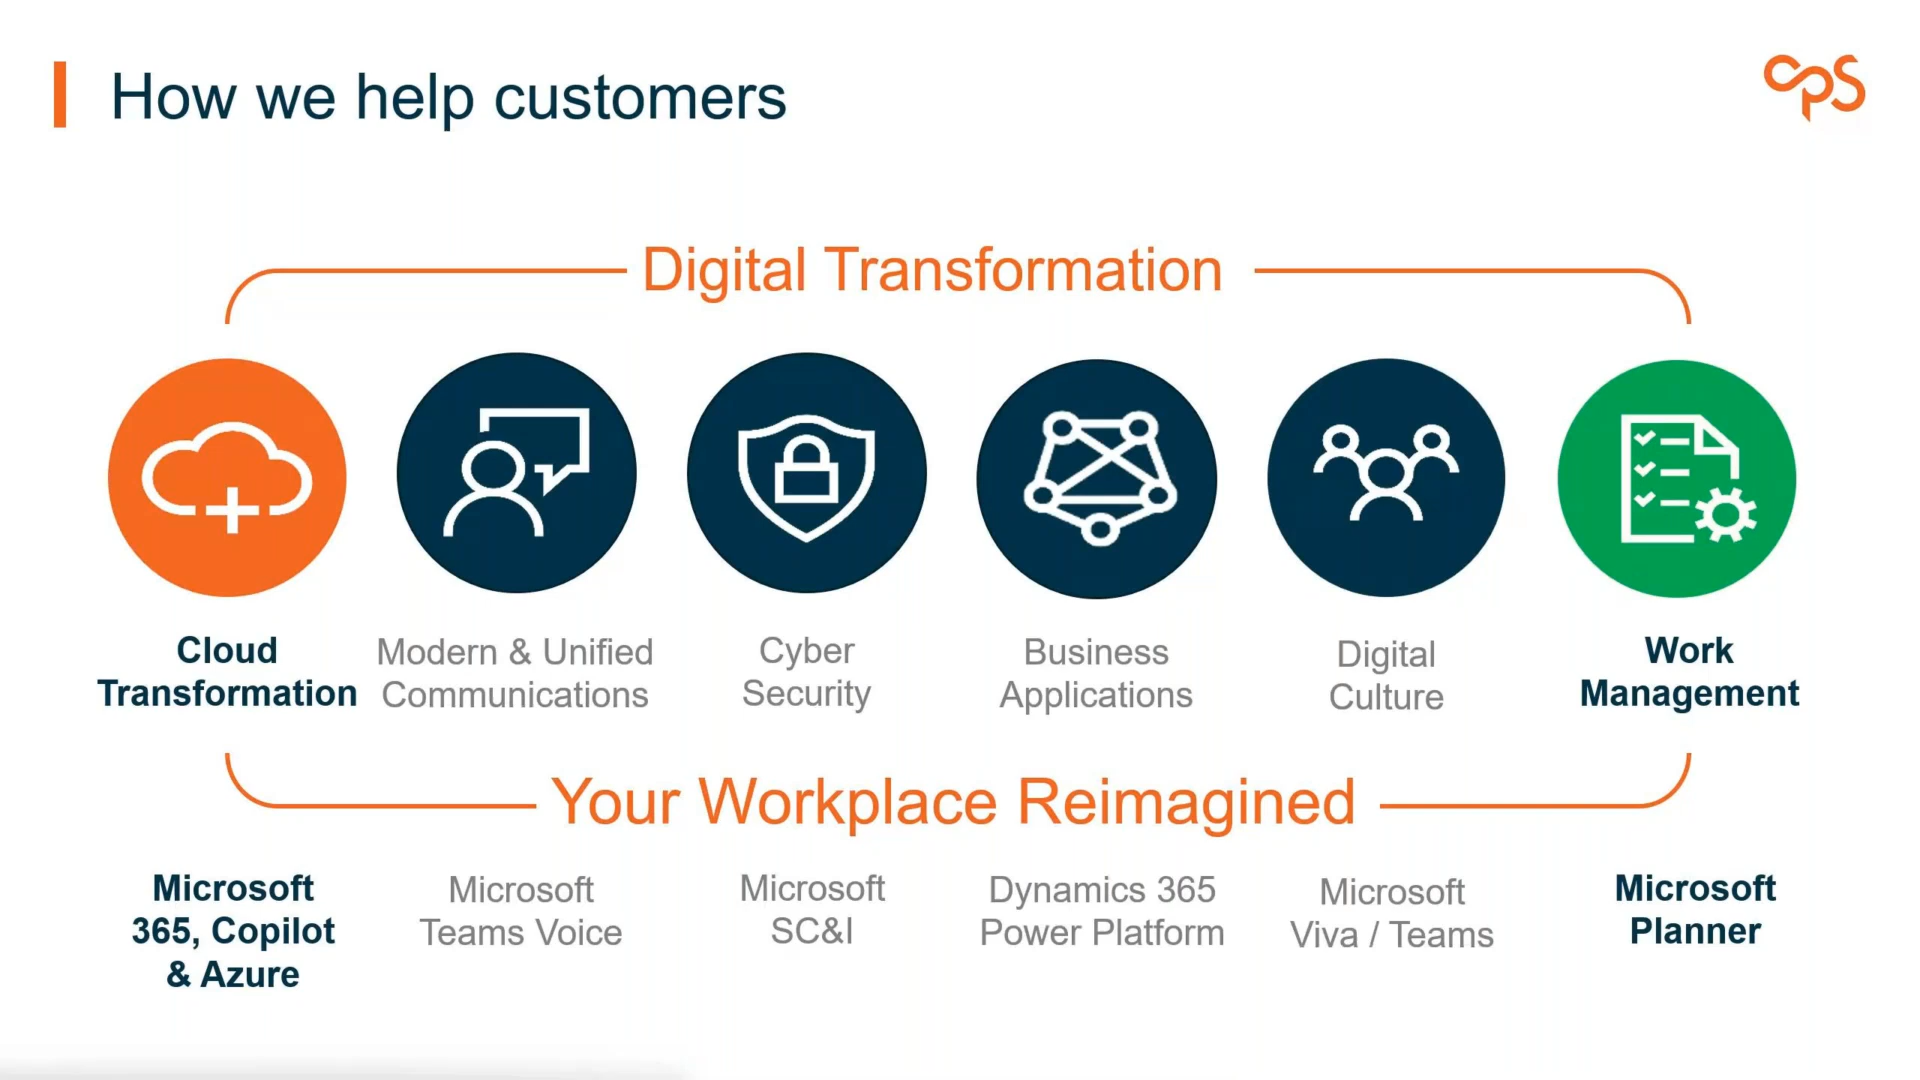 How we help customers
cps
Digital Transformation
Cloud
Transformation
Modern & Unified
Communications
Cyber
Security
Business
Applications
Digital
Culture
Work
Management
Your Workplace Reimagined
Microsoft
365, Copilot
& Azure
Microsoft
Teams Voice
Microsoft
SC&I
Dynamics 365
Power Platform
Microsoft
Viva / Teams
Microsoft
Planner